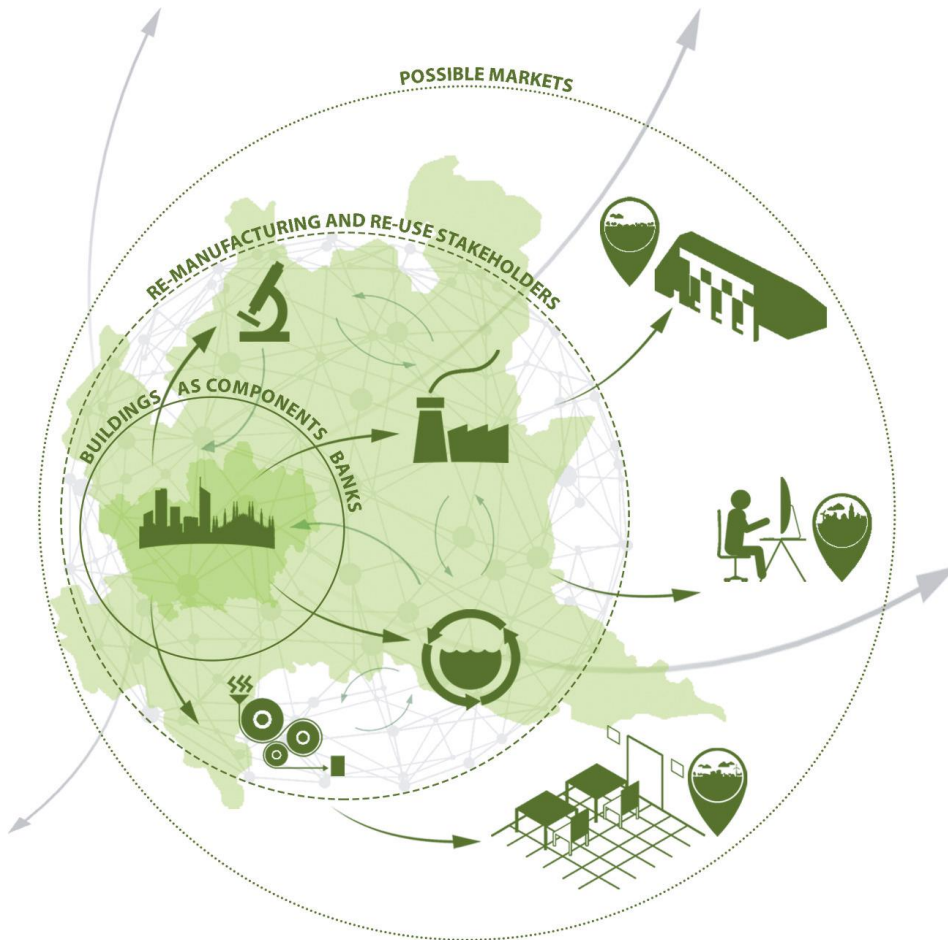 POSSIBLE MARKETS
RE-MANUFACTURING AND RE-USE STAKEHOLDERS
BUILDINGS AS COMPONENTS BANKS